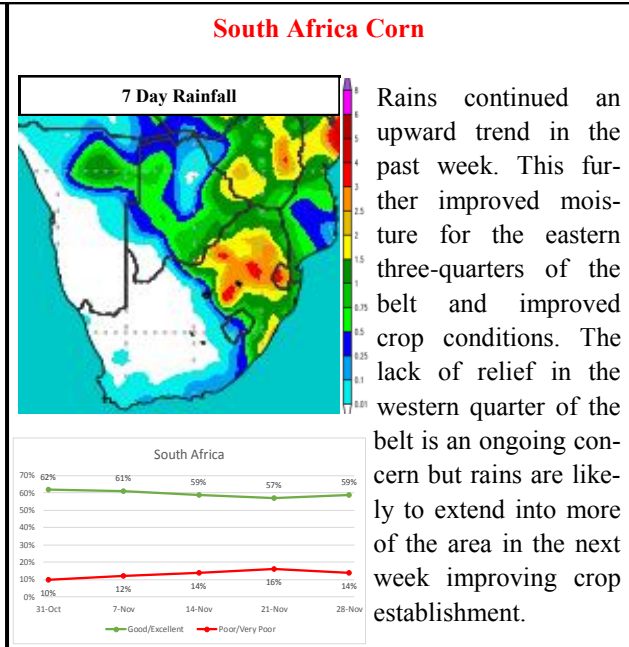 South Africa Corn
7 Day Rainfall
8
6
5
4
3
2.5
2
1.5
1
0.75
0.5
0.25
0.1
0.01
Rains continued an
upward trend in the
past week. This fur-
ther improved mois-
ture for the eastern
three-quarters of the
belt and improved
crop conditions. The
lack of relief in the
western quarter of the
belt is an ongoing con-
cern but rains are like-
ly to extend into more
of the area in the next
week improving crop
establishment.
South Africa
70%
60%
50%
40%
30%
20%
10%
0%
62% 61% 59% 57% 59%
10% 12% 14% 16% 14%
31-Oct 7-Nov 14-Nov 21-Nov 28-Nov
Good/Excellent Poor/Very Poor